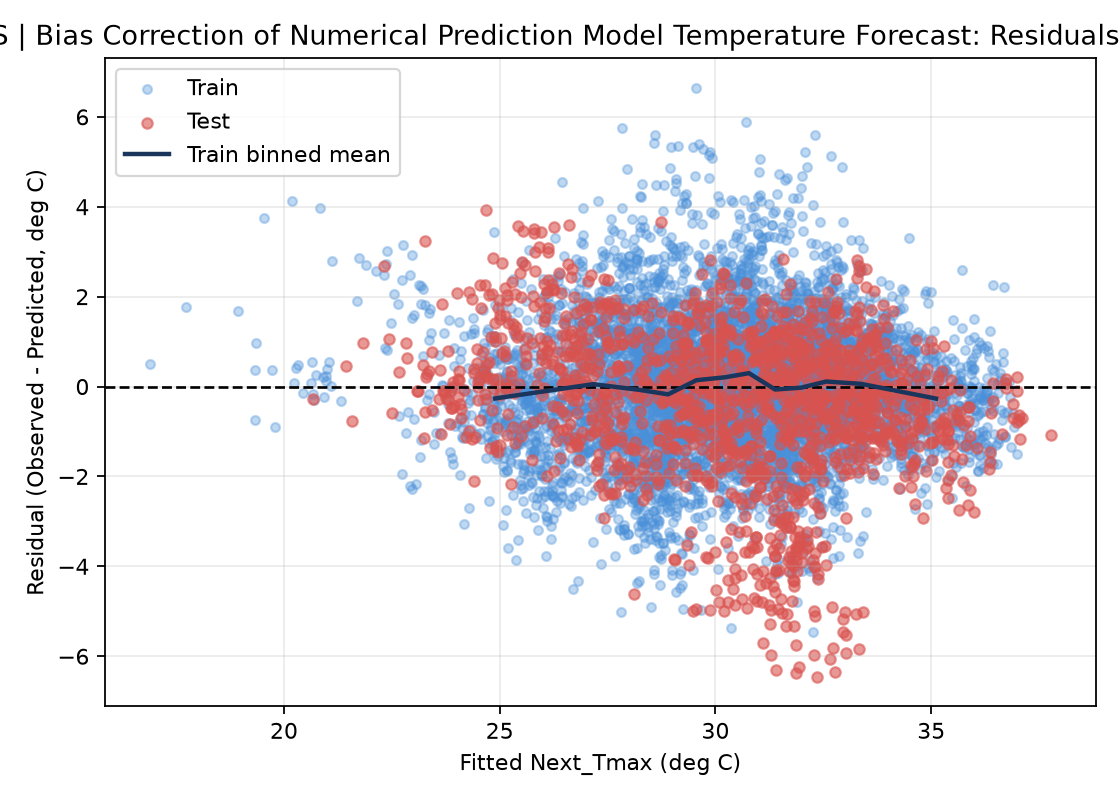 S | Bias Correction of Numerical Prediction Model Temperature Forecast: Residuals
Train
Test
Train binned mean
6
4
2
0
−2
−4
−6
20
25
30
35
Residual (Observed - Predicted, deg C)
Fitted Next_Tmax (deg C)